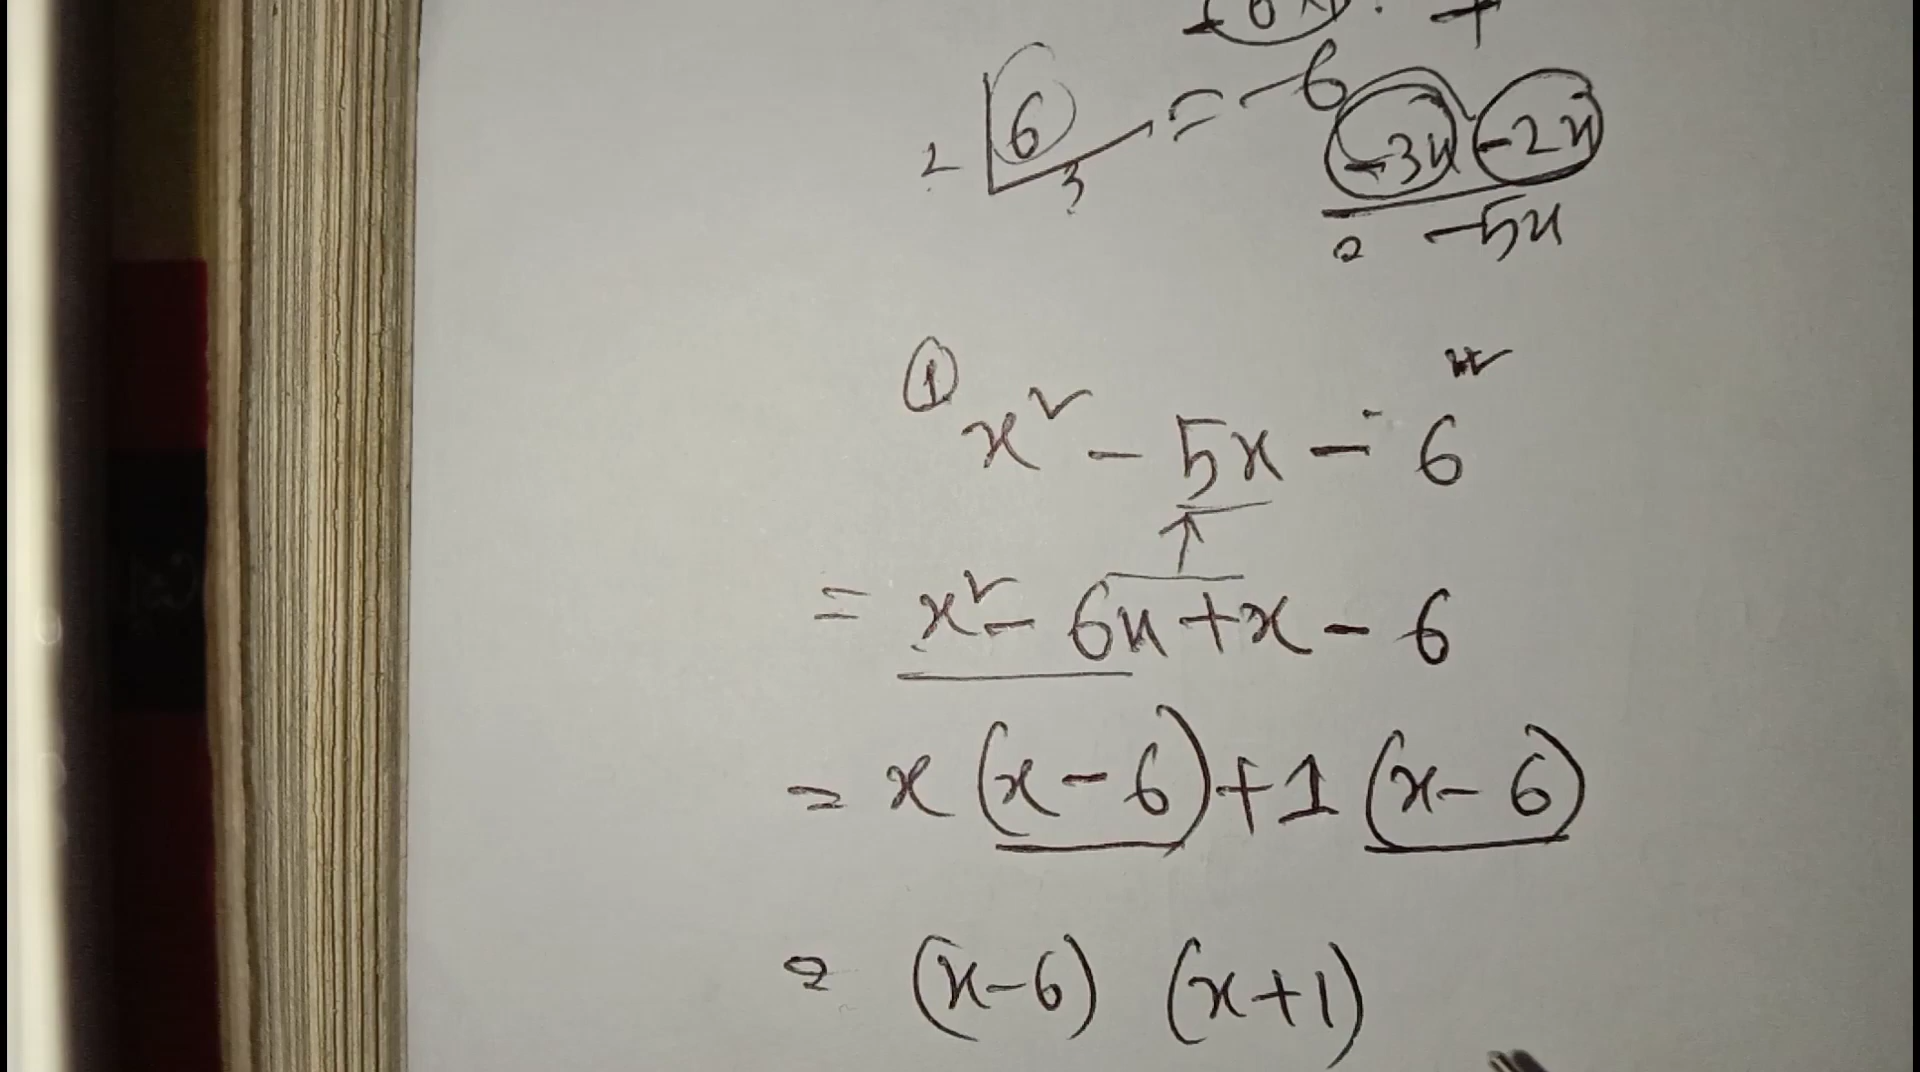 2 6 = -6 -3x -2x
3
= -5x
① x² - 5x - 6
= x² - 6x + x - 6
= x (x - 6) + 1 (x - 6)
= (x - 6) (x + 1)